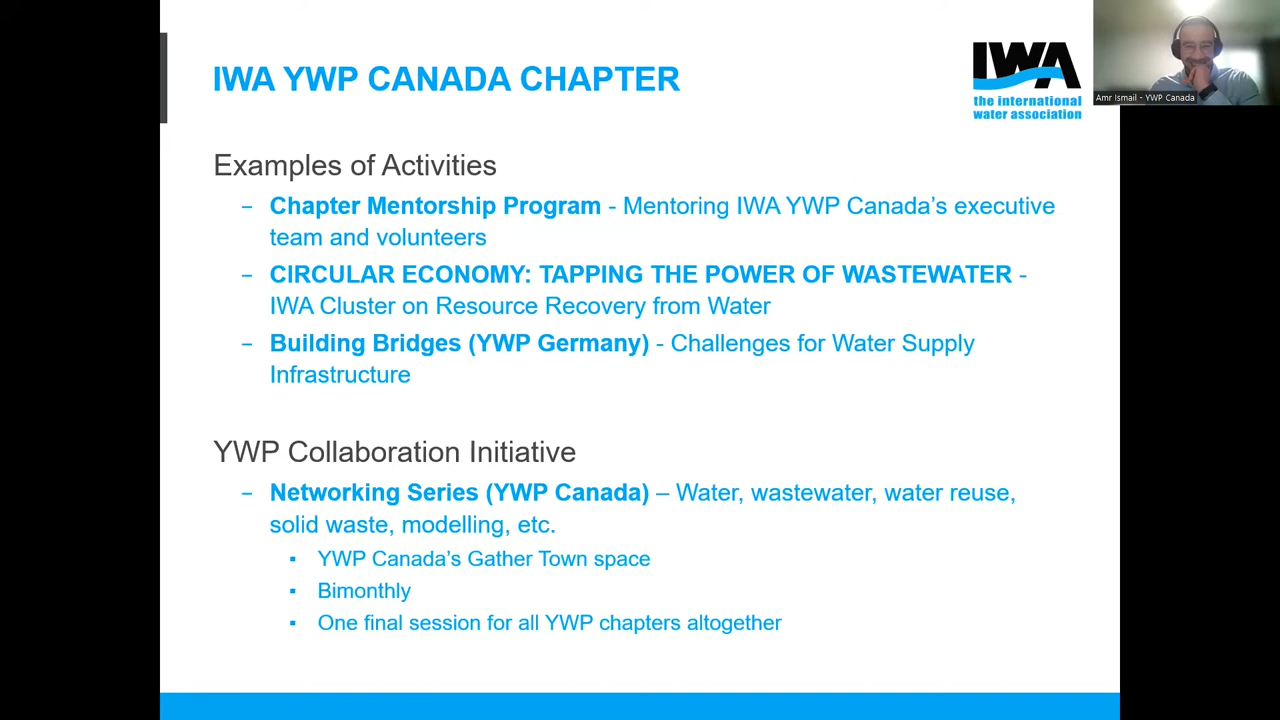 IWA YWP CANADA CHAPTER
IWA
the international
water association
Amr Ismail - YWP Canada
Examples of Activities
– Chapter Mentorship Program - Mentoring IWA YWP Canada’s executive
team and volunteers
– CIRCULAR ECONOMY: TAPPING THE POWER OF WASTEWATER -
IWA Cluster on Resource Recovery from Water
– Building Bridges (YWP Germany) - Challenges for Water Supply
Infrastructure
YWP Collaboration Initiative
– Networking Series (YWP Canada) – Water, wastewater, water reuse,
solid waste, modelling, etc.
▪ YWP Canada’s Gather Town space
▪ Bimonthly
▪ One final session for all YWP chapters altogether